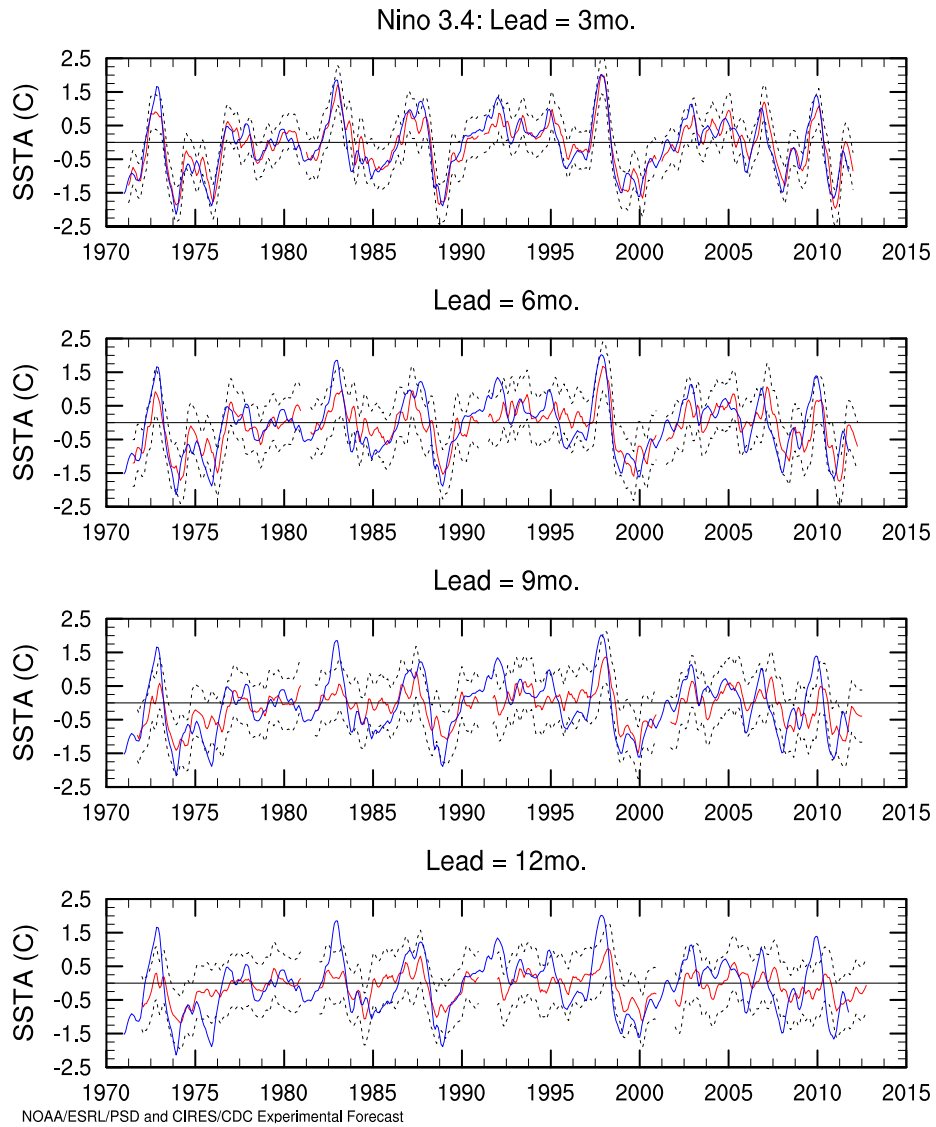 Nino 3.4: Lead = 3mo.
SSTA (C)
2.5
1.5
0.5
-0.5
-1.5
-2.5
1970 1975 1980 1985 1990 1995 2000 2005 2010 2015
Lead = 6mo.
SSTA (C)
2.5
1.5
0.5
-0.5
-1.5
-2.5
1970 1975 1980 1985 1990 1995 2000 2005 2010 2015
Lead = 9mo.
SSTA (C)
2.5
1.5
0.5
-0.5
-1.5
-2.5
1970 1975 1980 1985 1990 1995 2000 2005 2010 2015
Lead = 12mo.
SSTA (C)
2.5
1.5
0.5
-0.5
-1.5
-2.5
1970 1975 1980 1985 1990 1995 2000 2005 2010 2015
NOAA/ESRL/PSD and CIRES/CDC Experimental Forecast